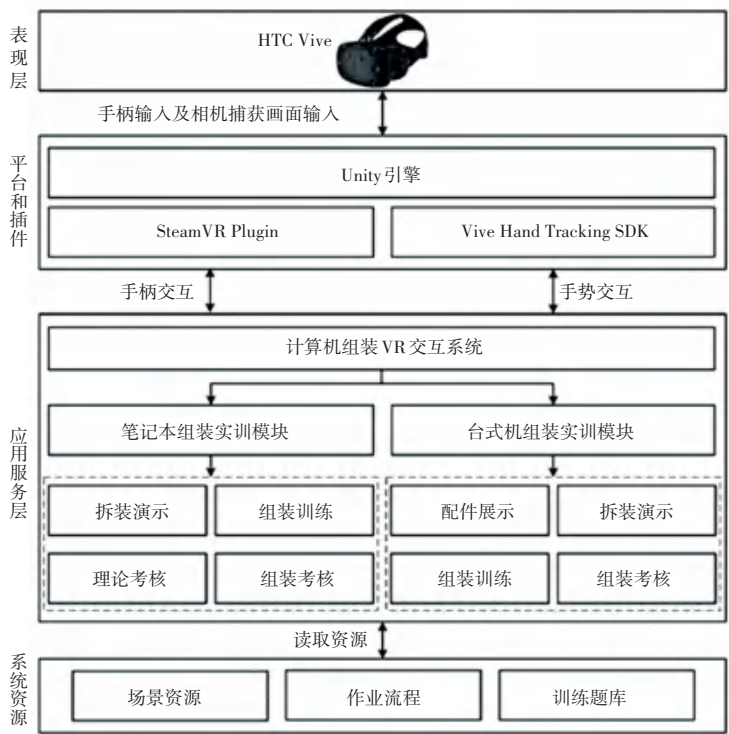 表现层
HTC Vive
手柄输入及相机捕获画面输入
平台和插件
Unity引擎
SteamVR Plugin
Vive Hand Tracking SDK
手柄交互
手势交互
应用服务层
计算机组装VR交互系统
笔记本组装实训模块
台式机组装实训模块
拆装演示
组装训练
配件展示
拆装演示
理论考核
组装考核
组装训练
组装考核
读取资源
系统资源
场景资源
作业流程
训练题库